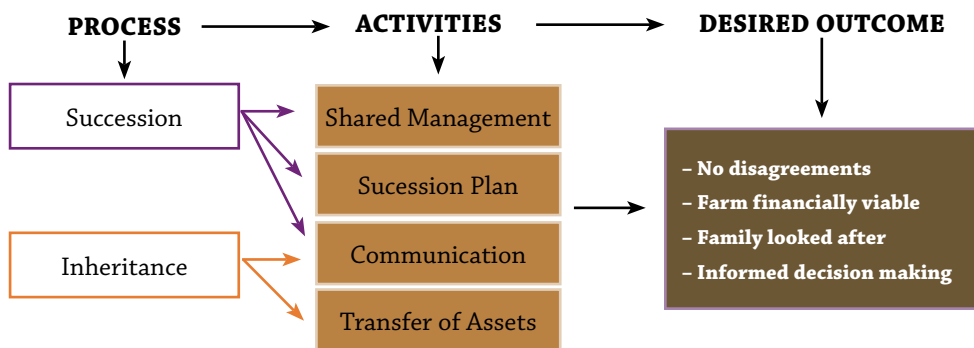 PROCESS
ACTIVITIES
DESIRED OUTCOME
Succession
Inheritance
Shared Management
Sucession Plan
Communication
Transfer of Assets
– No disagreements
– Farm financially viable
– Family looked after
– Informed decision making